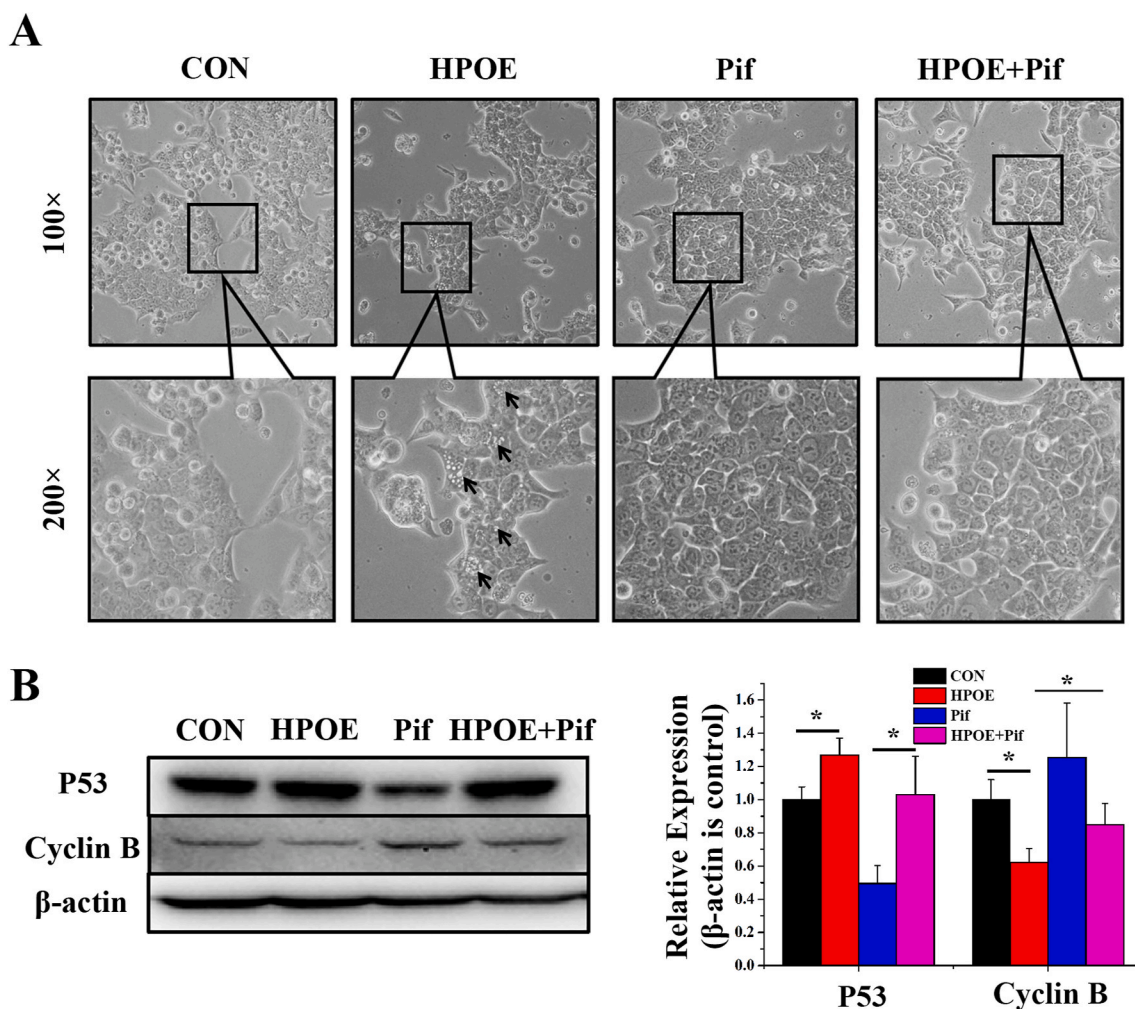 A
CON HPOE Pif HPOE+Pif
100×
200×
B
CON HPOE Pif HPOE+Pif
P53
Cyclin B
β-actin
CON
HPOE
Pif
HPOE+Pif
* * * *
Relative Expression
(β-actin is control)
1.6
1.4
1.2
1.0
0.8
0.6
0.4
0.2
0.0
P53 Cyclin B